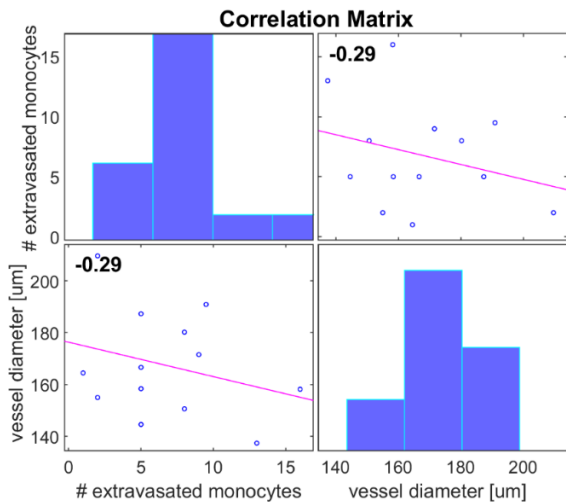 Correlation Matrix
# extravasated monocytes
15
10
5
0
-0.29
-0.29
vessel diameter [um]
200
180
160
140
0 5 10 15
# extravasated monocytes
140 160 180 200
vessel diameter [um]